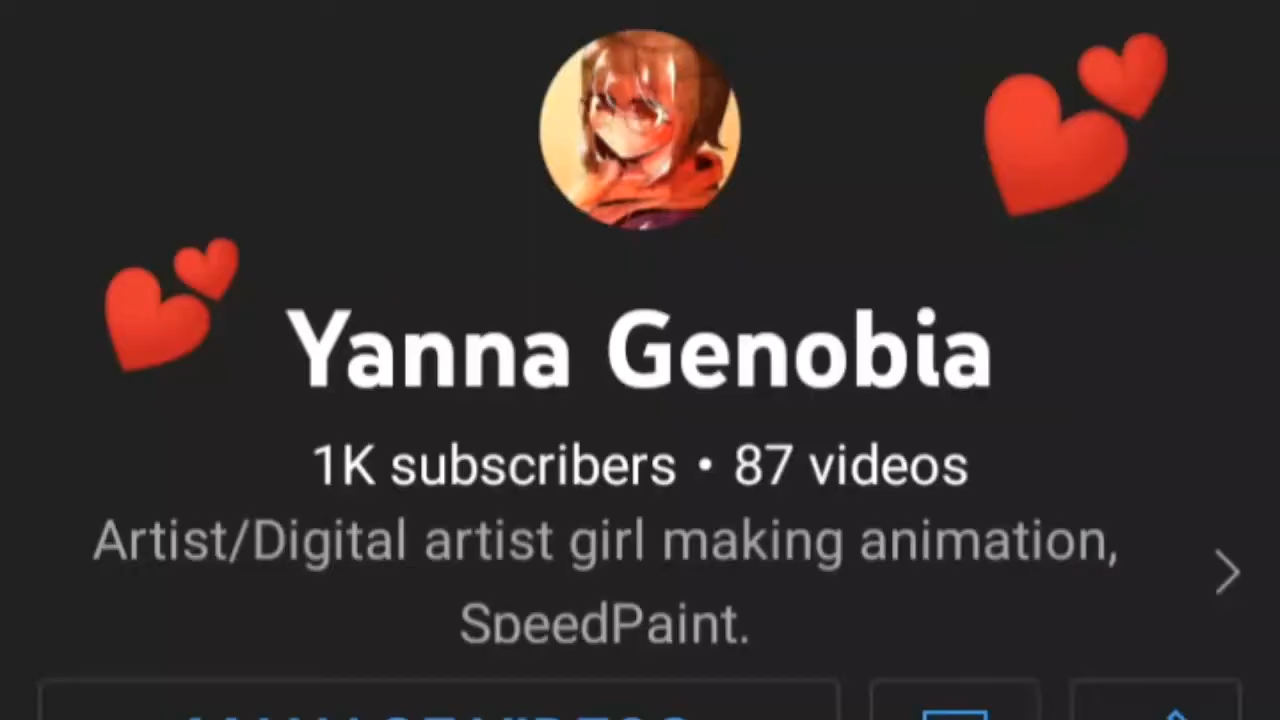 Yanna Genobia
1K subscribers • 87 videos
Artist/Digital artist girl making animation,
SpeedPaint.